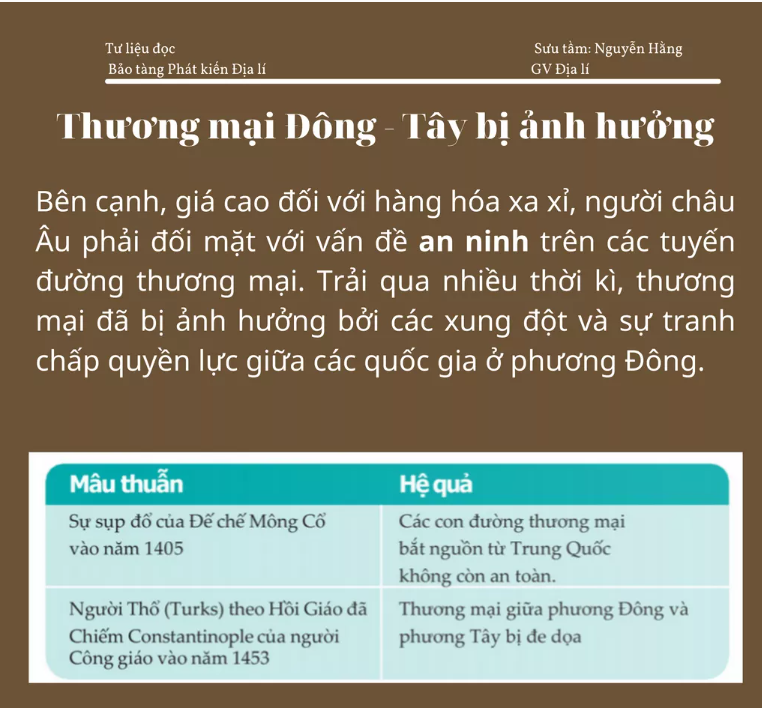 Tư liệu đọc
Bảo tàng Phát kiến Địa lí
Sưu tầm: Nguyễn Hằng
GV Địa lí
Thương mại Đông - Tây bị ảnh hưởng
Bên cạnh, giá cao đối với hàng hóa xa xỉ, người châu
Âu phải đối mặt với vấn đề an ninh trên các tuyến
đường thương mại. Trải qua nhiều thời kì, thương
mại đã bị ảnh hưởng bởi các xung đột và sự tranh
chấp quyền lực giữa các quốc gia ở phương Đông.
Mâu thuẫn
Hệ quả
Sự sụp đổ của Đế chế Mông Cổ
vào năm 1405
Các con đường thương mại
bắt nguồn từ Trung Quốc
không còn an toàn.
Người Thổ (Turks) theo Hồi Giáo đã
Chiếm Constantinople của người
Công giáo vào năm 1453
Thương mại giữa phương Đông và
phương Tây bị đe dọa